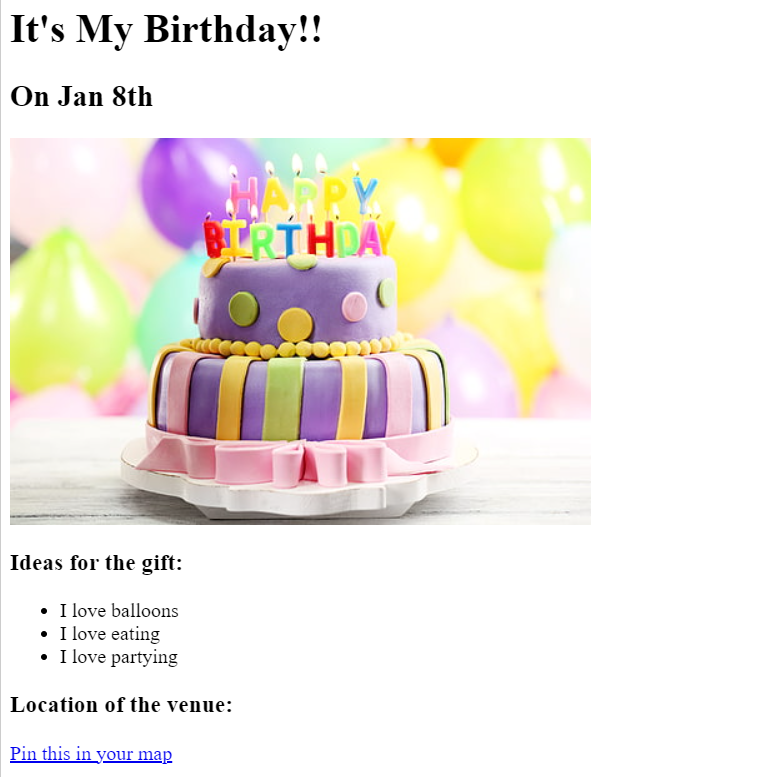 It's My Birthday!!
On Jan 8th
HAPPY
BIRTHDAY
Ideas for the gift:
I love balloons
I love eating
I love partying
Location of the venue:
Pin this in your map